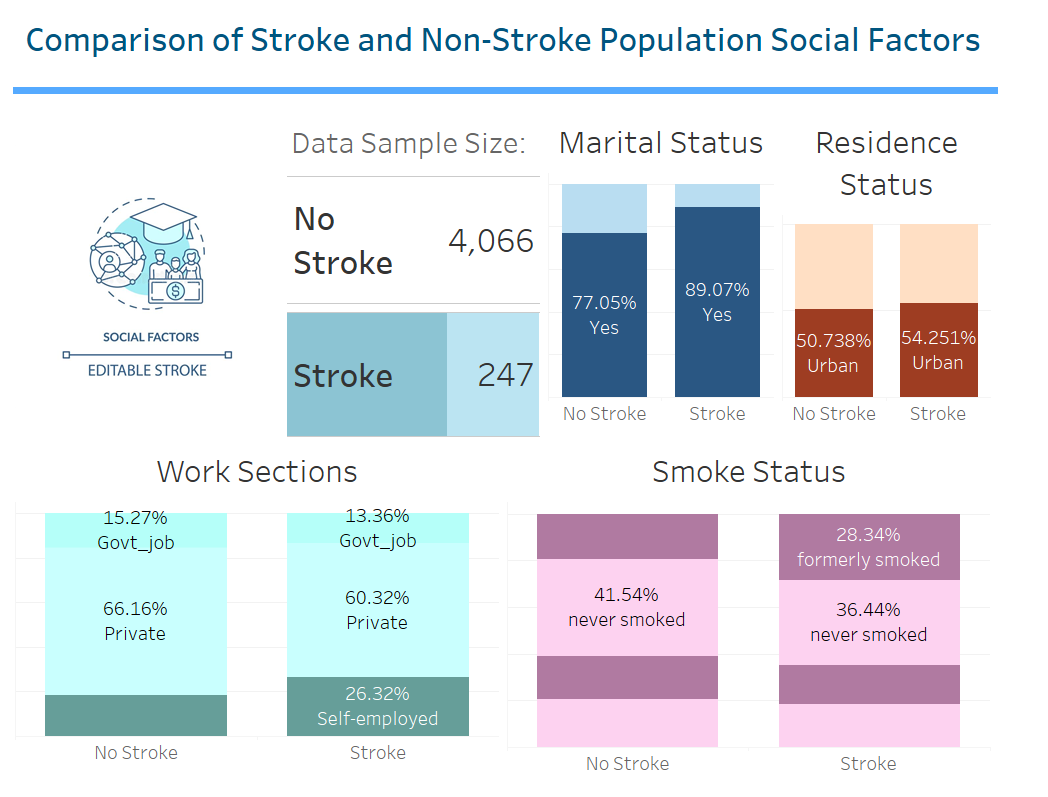 Comparison of Stroke and Non-Stroke Population Social Factors
SOCIAL FACTORS
EDITABLE STROKE
Data Sample Size:
No
Stroke
4,066
Stroke
247
Marital Status
77.05%
Yes
89.07%
Yes
No Stroke
Stroke
Residence
Status
50.738%
Urban
54.251%
Urban
No Stroke
Stroke
Work Sections
15.27%
Govt_job
66.16%
Private
13.36%
Govt_job
60.32%
Private
26.32%
Self-employed
No Stroke
Stroke
Smoke Status
41.54%
never smoked
28.34%
formerly smoked
36.44%
never smoked
No Stroke
Stroke